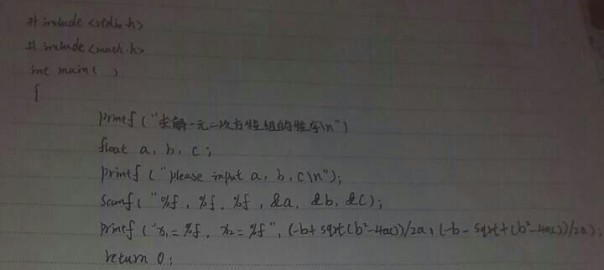 # include <stdio.h>
# include <math.h>
int main( )
{
printf ("求解一元二次方程组的程序\n")
float a, b, c;
printf ("please input a, b, c\n");
scanf ( "%f, %f, %f, &a, &b, &c);
printf ("x₁=%f, x₂=%f", (-b+sqrt(b²-4ac))/2a, (-b-sqrt(b²-4ac))/2a);
return 0;